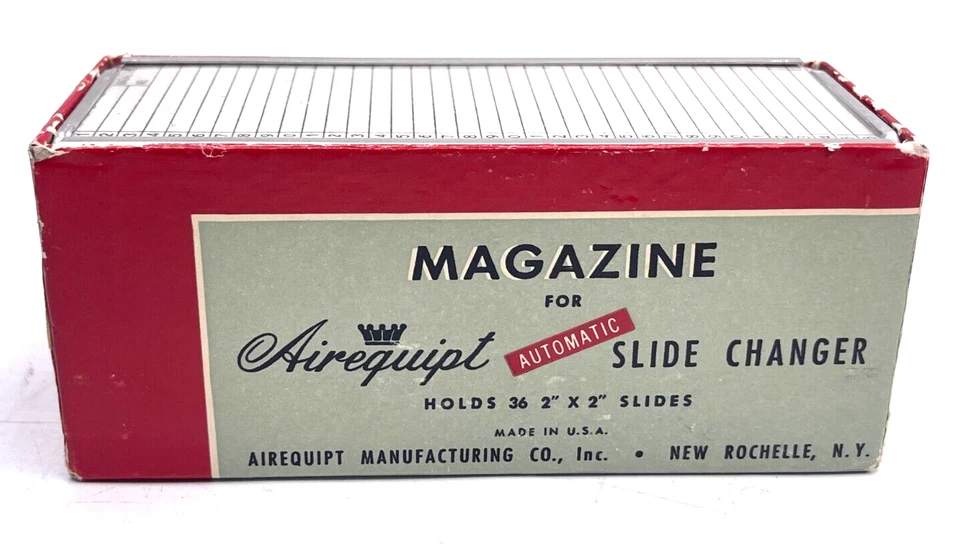 MAGAZINE
FOR
Airequipt AUTOMATIC SLIDE CHANGER
HOLDS 36 2" X 2" SLIDES
MADE IN U.S.A.
AIREQUIPT MANUFACTURING CO., Inc. • NEW ROCHELLE, N.Y.